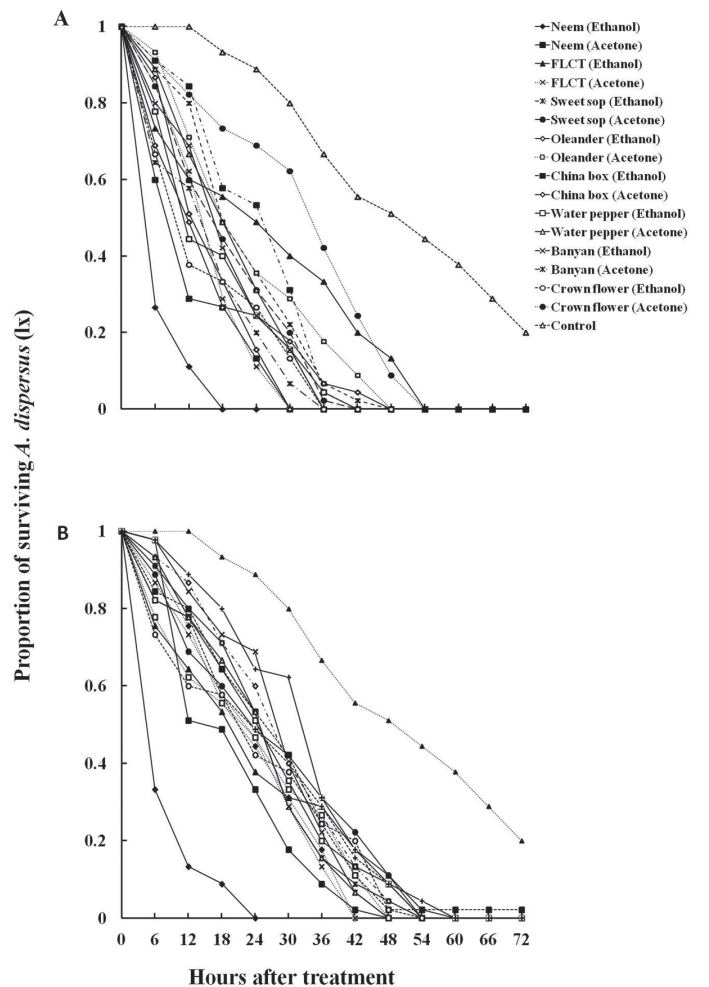 A
1
0.8
0.6
0.4
0.2
0
Neem (Ethanol)
Neem (Acetone)
FLCT (Ethanol)
FLCT (Acetone)
Sweet sop (Ethanol)
Sweet sop (Acetone)
Oleander (Ethanol)
Oleander (Acetone)
China box (Ethanol)
China box (Acetone)
Water pepper (Ethanol)
Water pepper (Acetone)
Banyan (Ethanol)
Banyan (Acetone)
Crown flower (Ethanol)
Crown flower (Acetone)
Control
Proportion of surviving A. dispersus (lx)
B
1
0.8
0.6
0.4
0.2
0
0 6 12 18 24 30 36 42 48 54 60 66 72
Hours after treatment